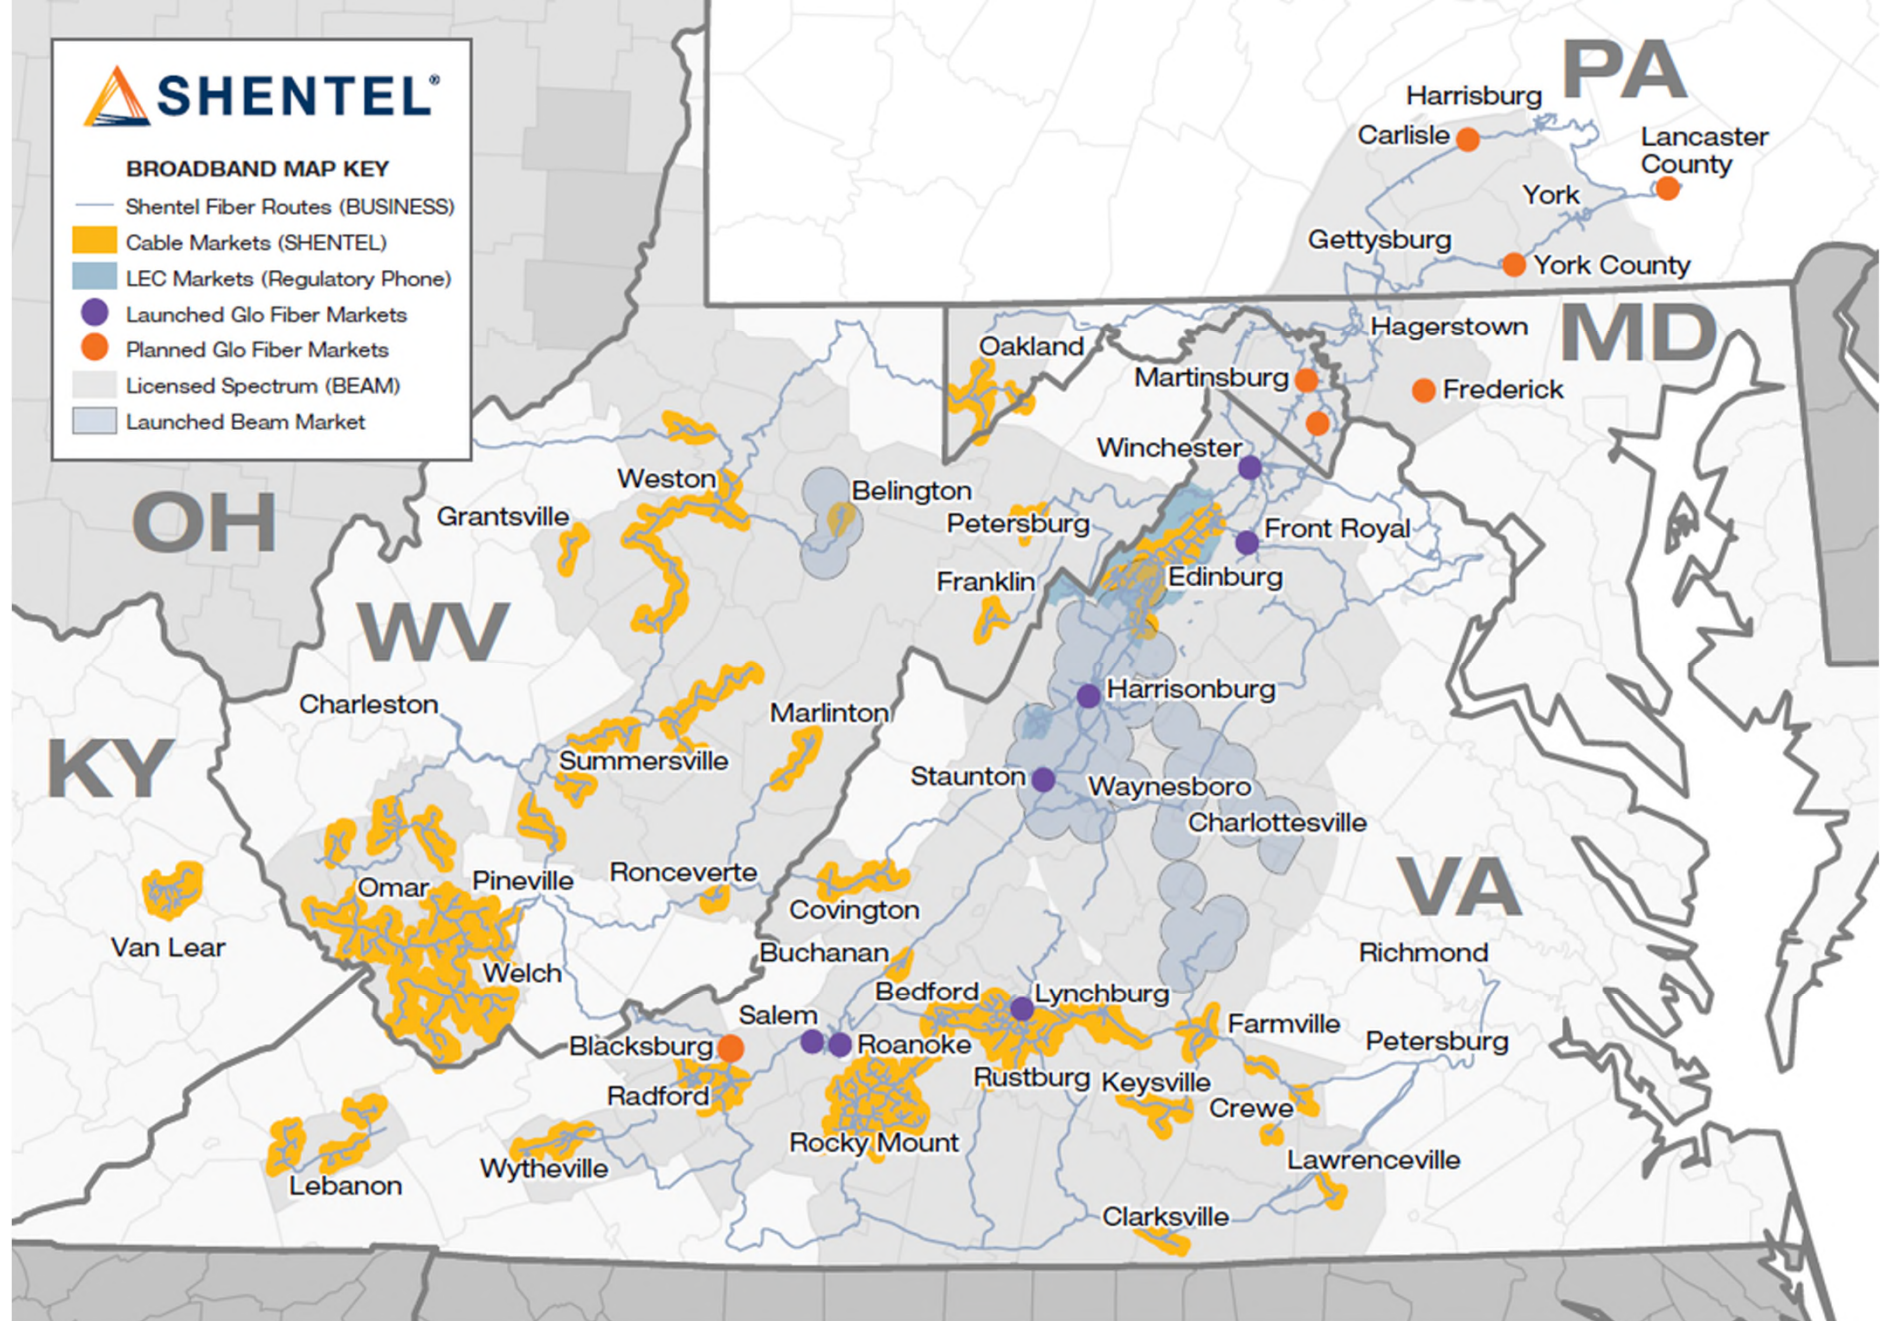 SHENTEL®
BROADBAND MAP KEY
Shentel Fiber Routes (BUSINESS)
Cable Markets (SHENTEL)
LEC Markets (Regulatory Phone)
Launched Glo Fiber Markets
Planned Glo Fiber Markets
Licensed Spectrum (BEAM)
Launched Beam Market
PA
Harrisburg
Carlisle
Lancaster
County
York
Gettysburg
York County
MD
Hagerstown
Oakland
Martinsburg
Frederick
Winchester
Weston
Belington
OH
Grantsville
Petersburg
Front Royal
Franklin
Edinburg
WV
Harrisonburg
Charleston
Marlinton
KY
Summersville
Staunton
Waynesboro
Charlottesville
VA
Omar
Pineville
Ronceverte
Covington
Van Lear
Buchanan
Richmond
Welch
Bedford
Lynchburg
Salem
Farmville
Blacksburg
Roanoke
Petersburg
Rustburg
Keysville
Radford
Crewe
Rocky Mount
Wytheville
Lawrenceville
Lebanon
Clarksville